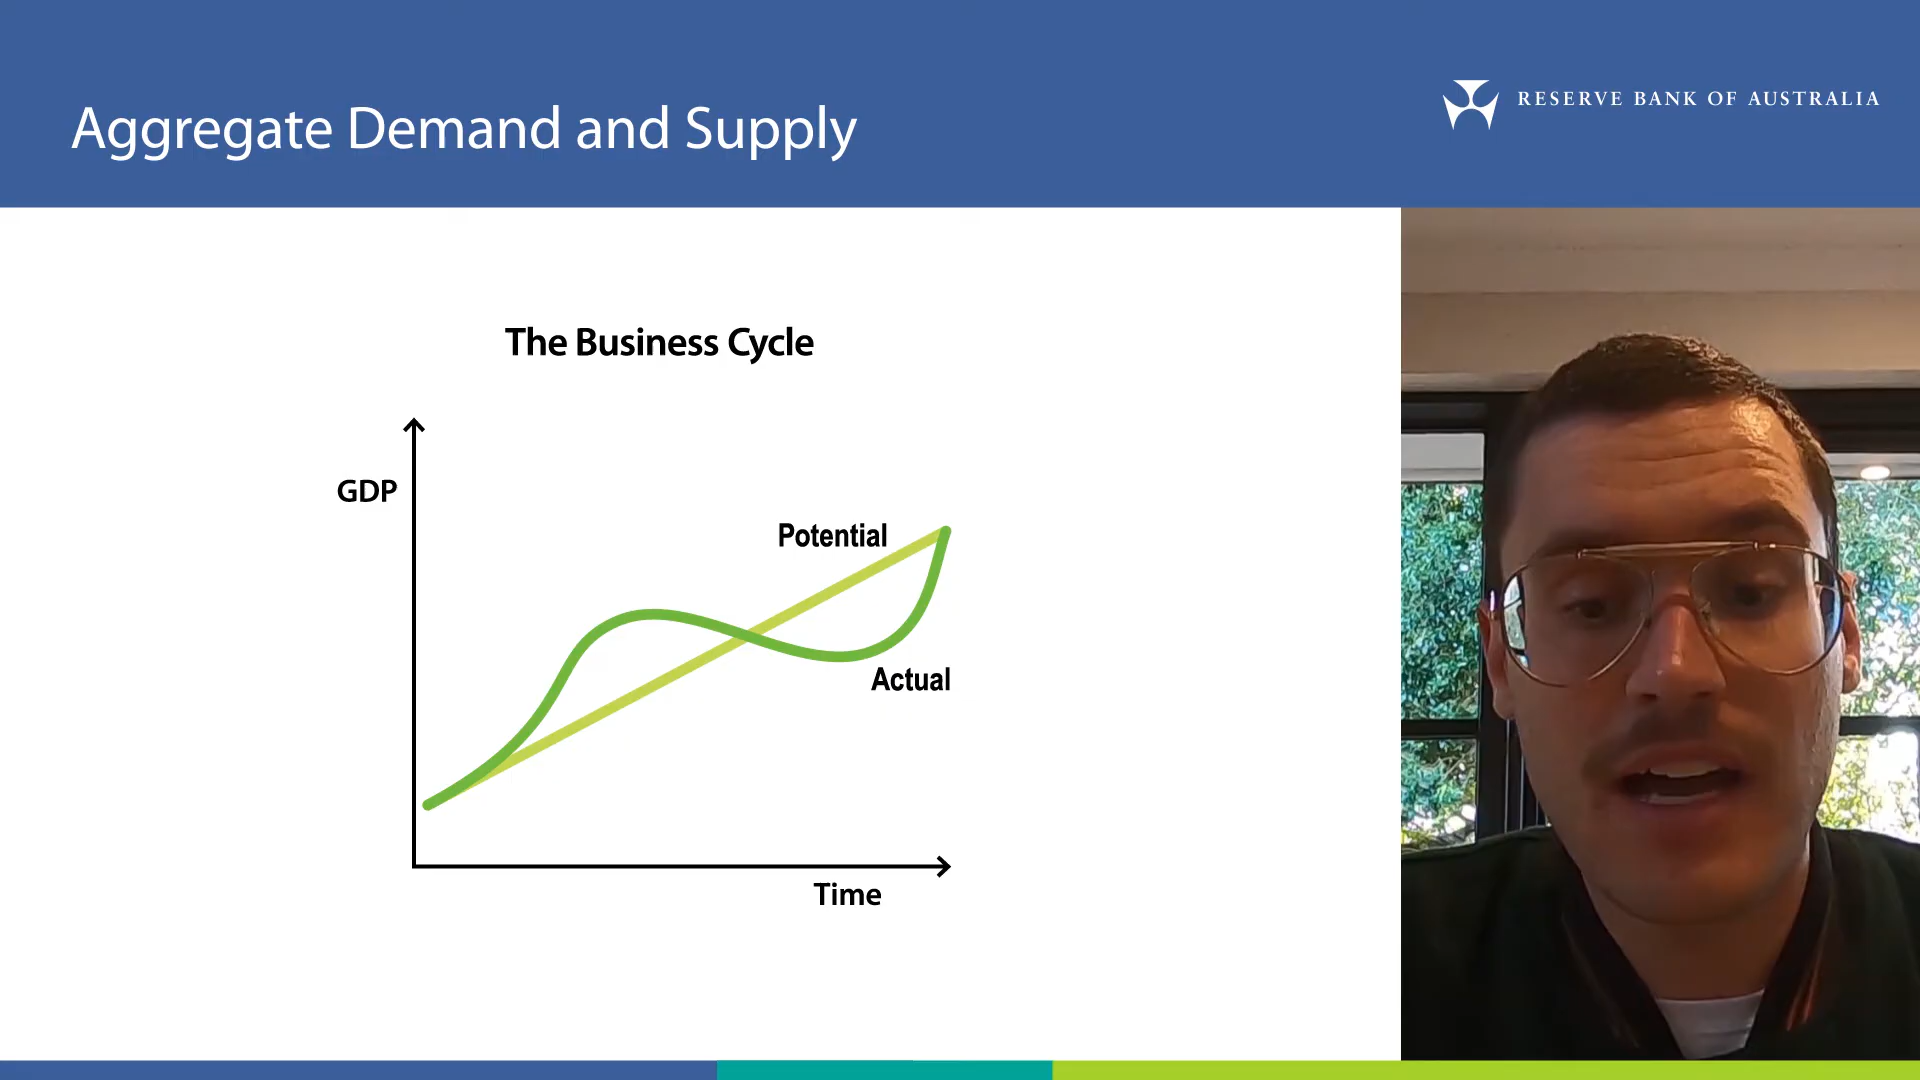 Aggregate Demand and Supply
RESERVE BANK OF AUSTRALIA
The Business Cycle
GDP
Potential
Actual
Time